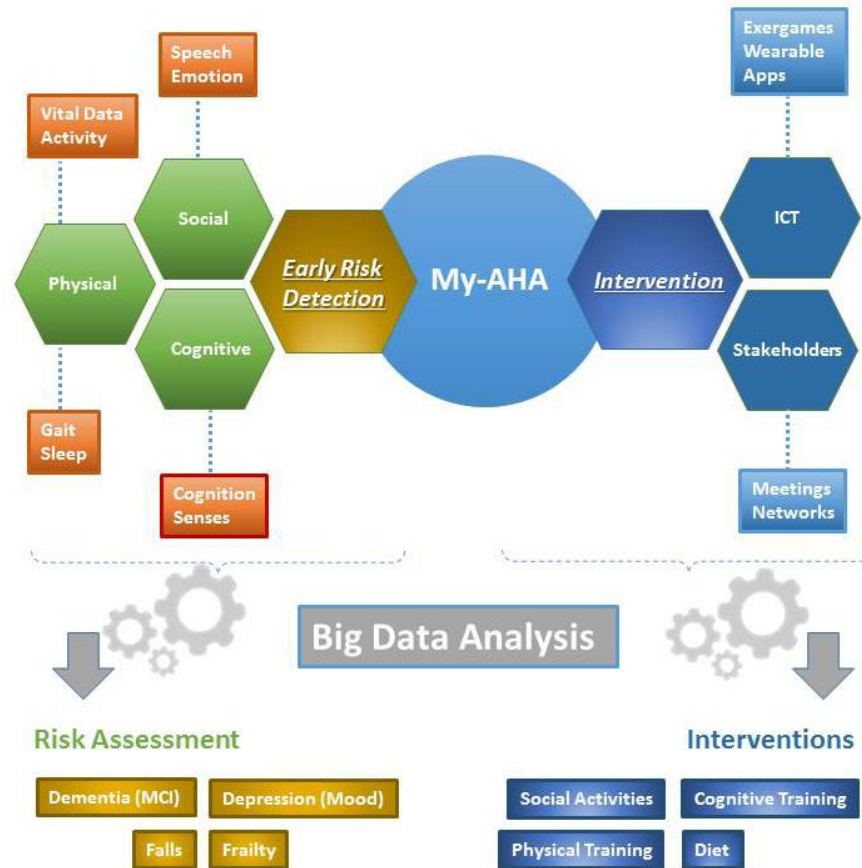 Speech
Emotion
Exergames
Wearable
Apps
Vital Data
Activity
Social
ICT
Physical
Early Risk
Detection
My-AHA
Intervention
Cognitive
Stakeholders
Gait
Sleep
Cognition
Senses
Meetings
Networks
Big Data Analysis
Risk Assessment
Interventions
Dementia (MCI)
Depression (Mood)
Social Activities
Cognitive Training
Falls
Frailty
Physical Training
Diet